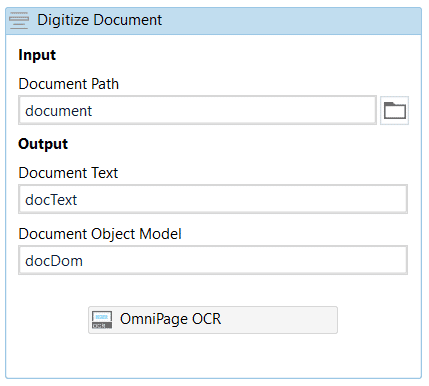 Digitize Document
Input
Document Path
document
Output
Document Text
docText
Document Object Model
docDom
OCR
OmniPage OCR